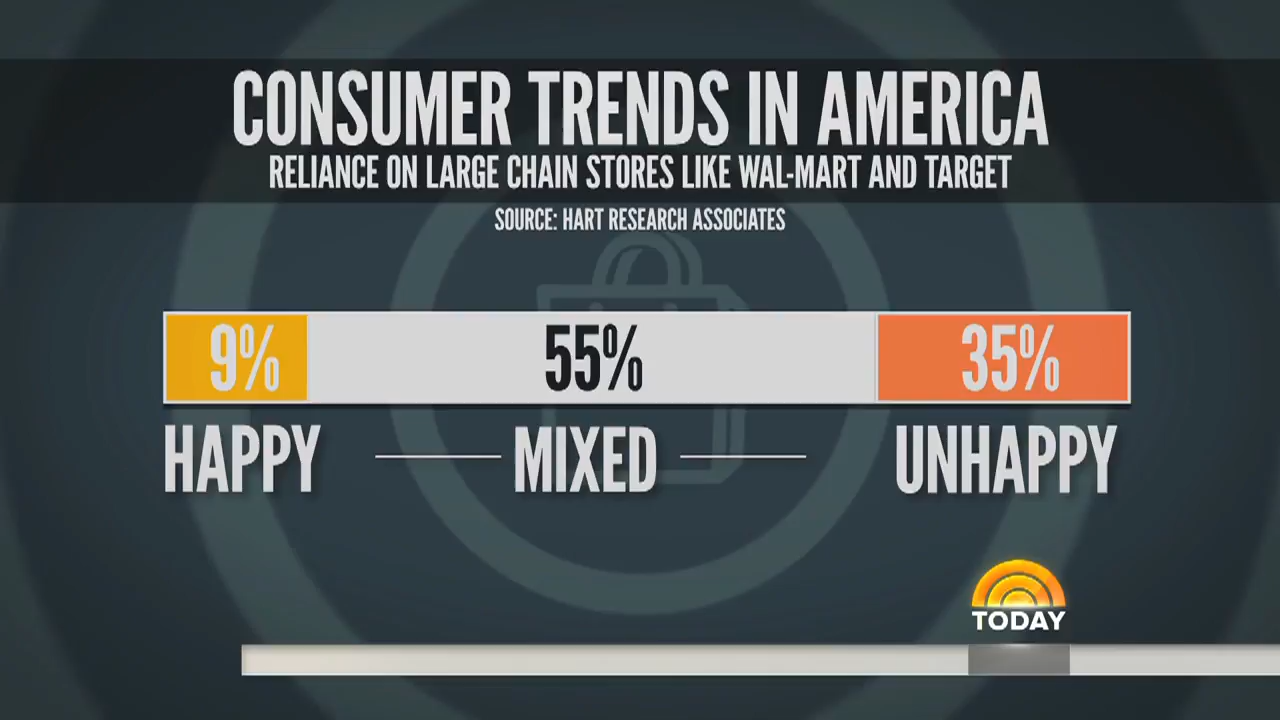 CONSUMER TRENDS IN AMERICA
RELIANCE ON LARGE CHAIN STORES LIKE WAL-MART AND TARGET
SOURCE: HART RESEARCH ASSOCIATES
9% 55% 35%
HAPPY MIXED UNHAPPY
TODAY